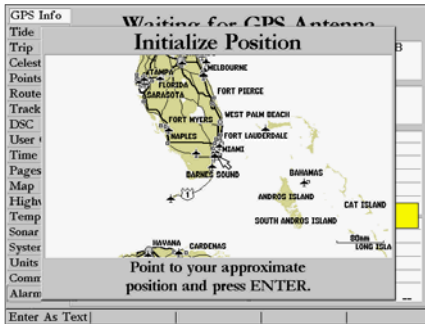 GPS Info
Waiting for GPS Antenna
Tide
Trip
Celest
Points
Route
Track
DSC
User
Time
Pages
Map
Highw
Temp
Sonar
System
Units
Comm
Alarm
B
Initialize Position
TAMPA
MELBOURNE
FLORIDA
SARASOTA
FORT PIERCE
WEST PALM BEACH
FORT MYERS
FORT LAUDERDALE
NAPLES
MIAMI
BARNES SOUND
BAHAMAS
1
ANDROS ISLAND
CAT ISLAND
SOUTH ANDROS ISLAND
80nm
LONG ISLA
HAVANA
CARDENAS
Point to your approximate
position and press ENTER.
Enter As Text